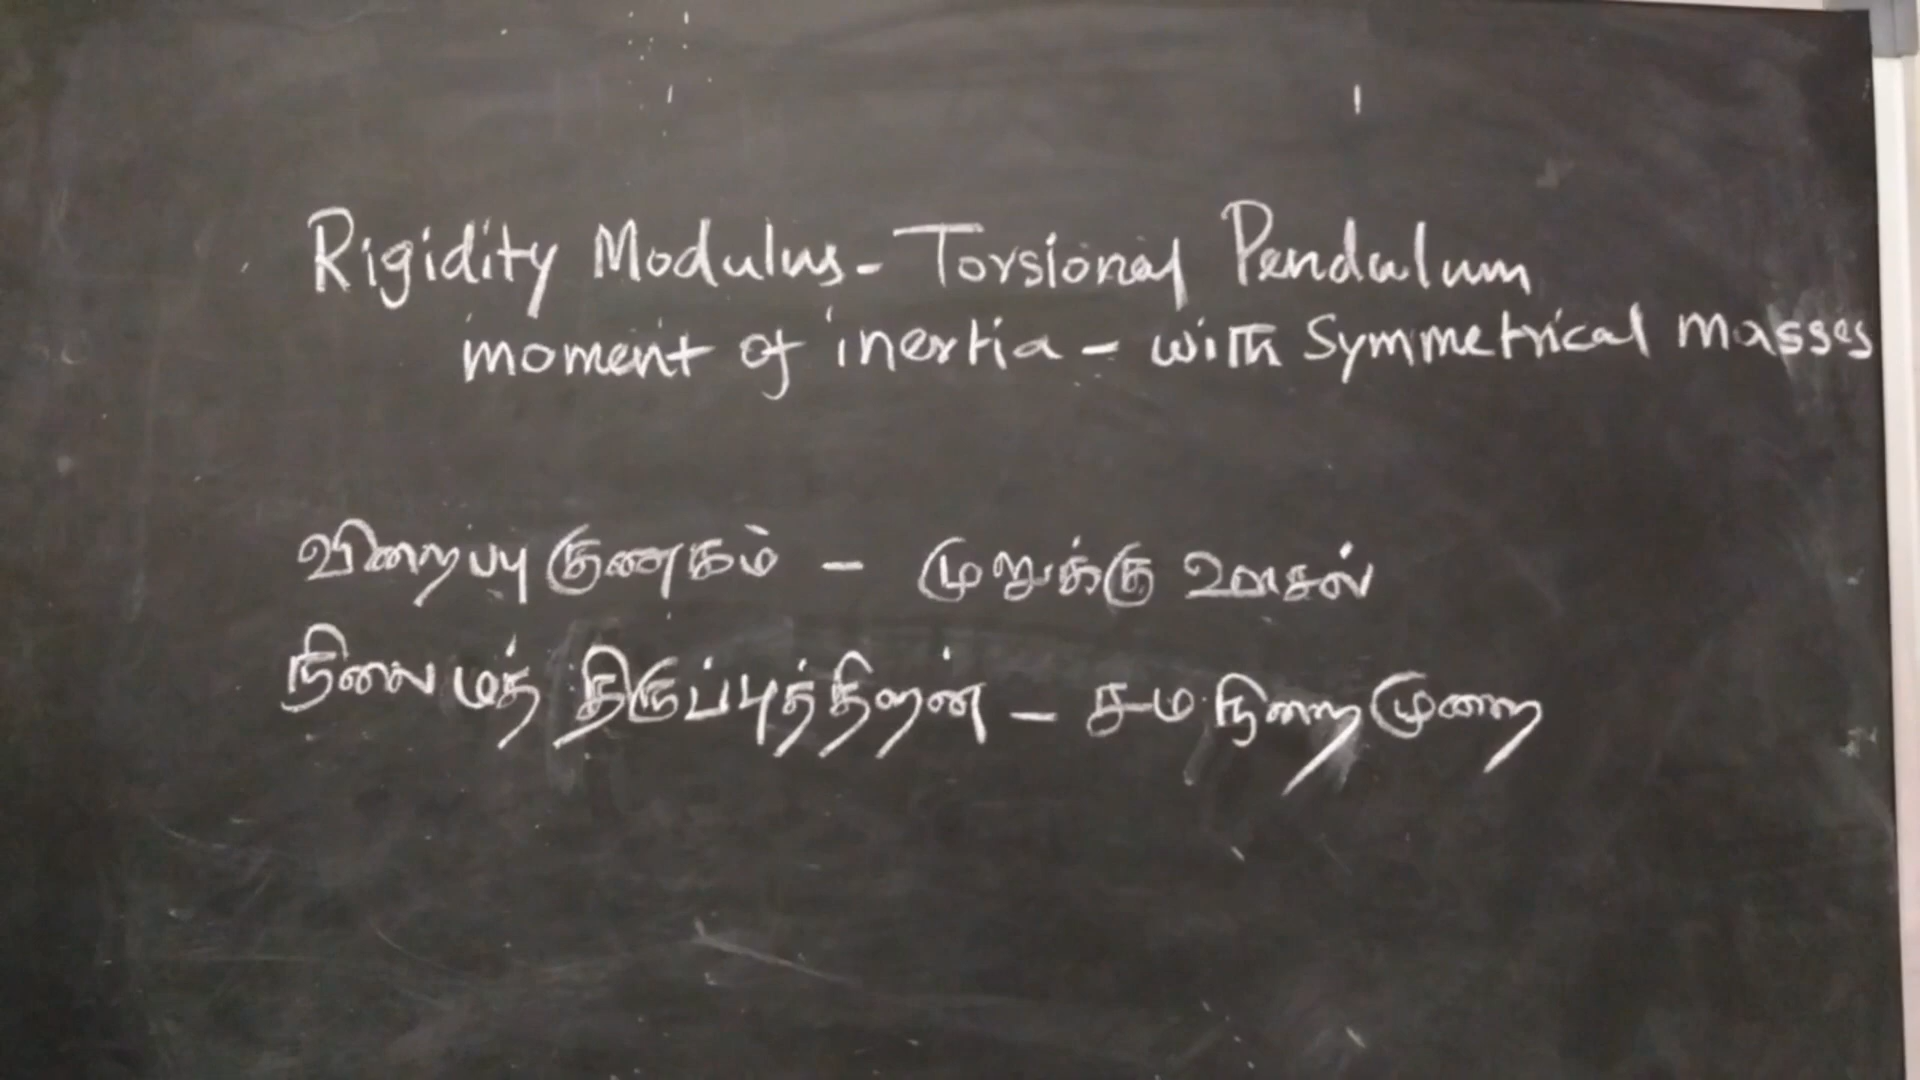 Rigidity Modulus - Torsional Pendulum
moment of inertia - with Symmetrical masses
விறைப்பு குணகம் - முறுக்கு ஊசல்
நிலைமத் திருப்புத்திறன் - சம நிறை முறை